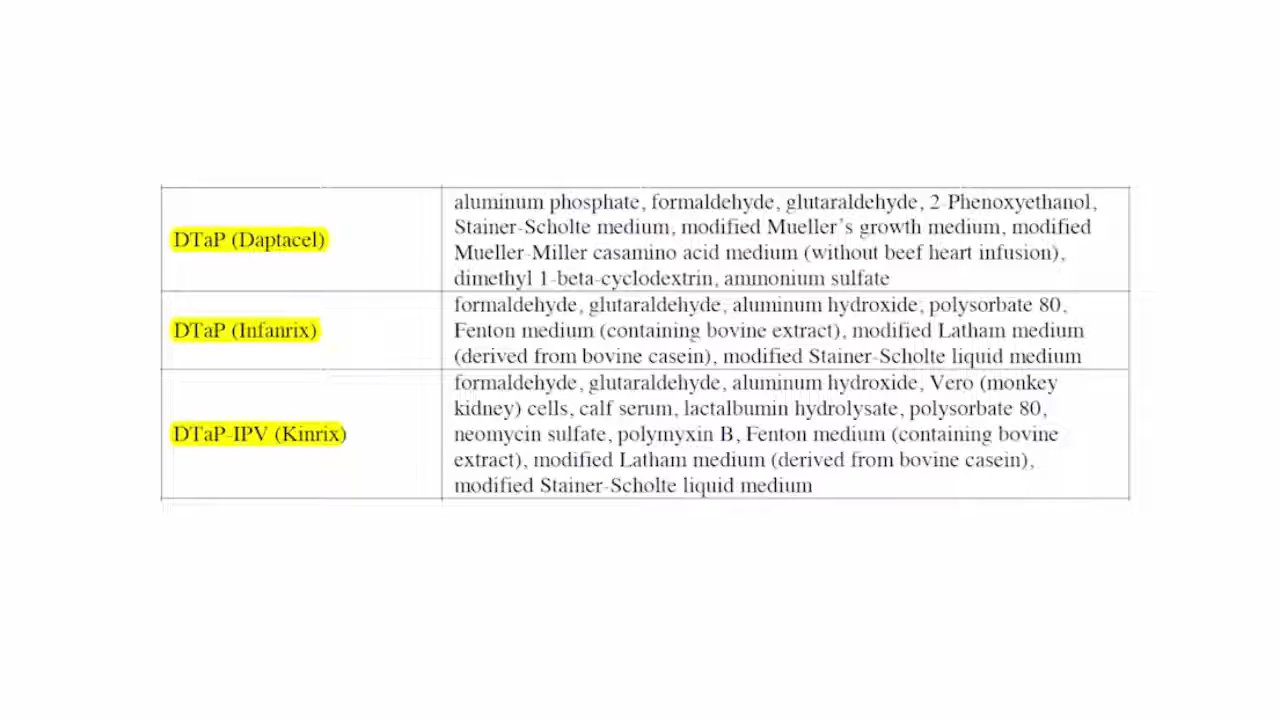 DTaP (Daptacel)
aluminum phosphate, formaldehyde, glutaraldehyde, 2-Phenoxyethanol,
Stainer-Scholte medium, modified Mueller's growth medium, modified
Mueller-Miller casamino acid medium (without beef heart infusion),
dimethyl 1-beta-cyclodextrin, ammonium sulfate
DTaP (Infanrix)
formaldehyde, glutaraldehyde, aluminum hydroxide, polysorbate 80,
Fenton medium (containing bovine extract), modified Latham medium
(derived from bovine casein), modified Stainer-Scholte liquid medium
DTaP-IPV (Kinrix)
formaldehyde, glutaraldehyde, aluminum hydroxide, Vero (monkey
kidney) cells, calf serum, lactalbumin hydrolysate, polysorbate 80,
neomycin sulfate, polymyxin B, Fenton medium (containing bovine
extract), modified Latham medium (derived from bovine casein),
modified Stainer-Scholte liquid medium